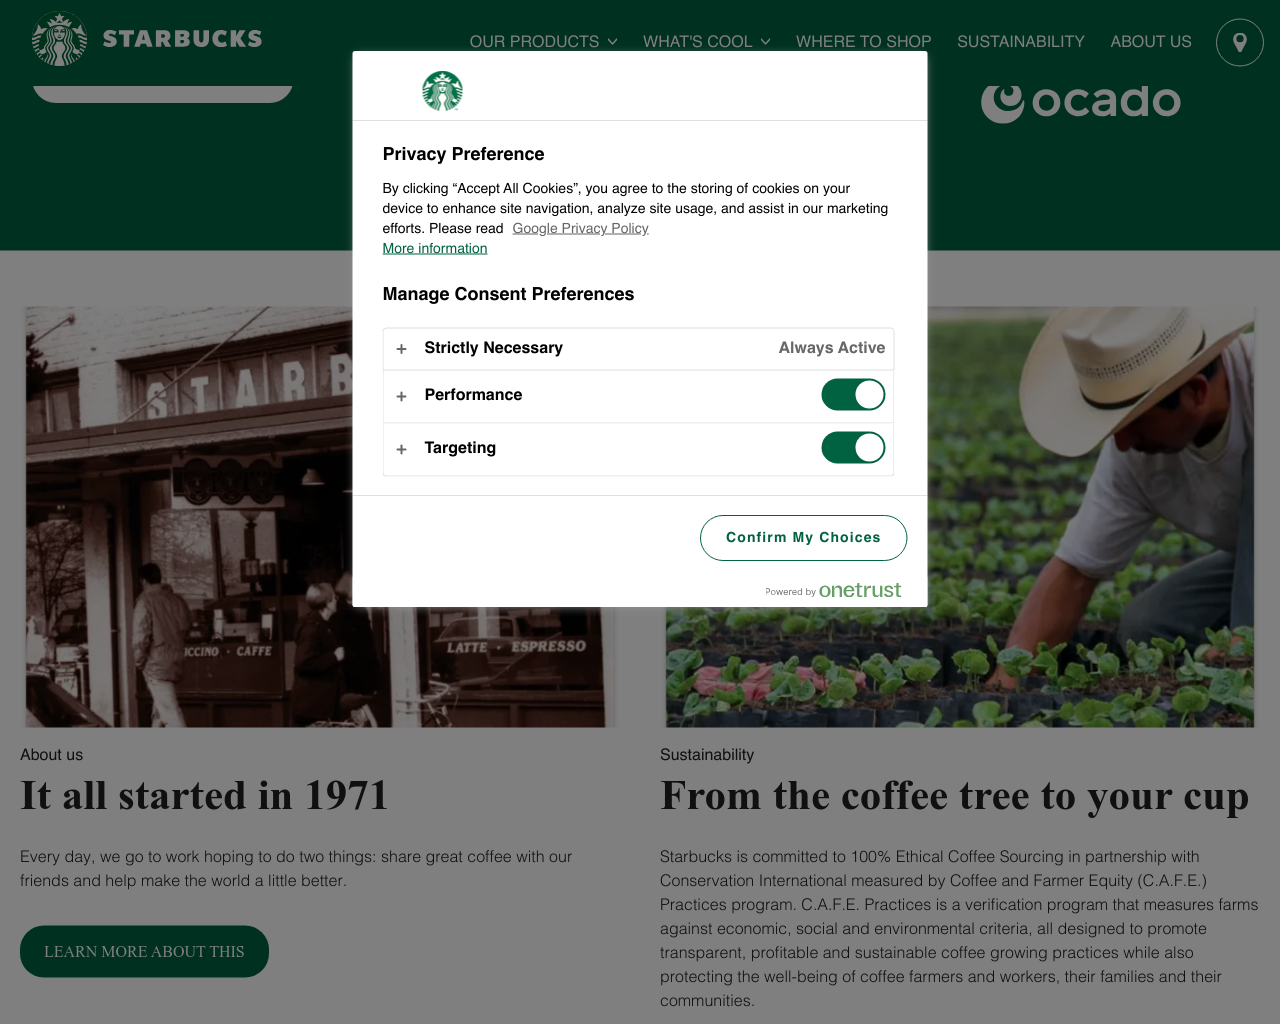 STARBUCKS
OUR PRODUCTS
WHAT'S COOL
WHERE TO SHOP
SUSTAINABILITY
ABOUT US
ocado
Privacy Preference
By clicking “Accept All Cookies”, you agree to the storing of cookies on your
device to enhance site navigation, analyze site usage, and assist in our marketing
efforts. Please read Google Privacy Policy
More information
Manage Consent Preferences
Strictly Necessary
Always Active
Performance
Targeting
Confirm My Choices
Powered by onetrust
STARB
CCINO · CAFFE
LATTE · ESPRESSO
About us
It all started in 1971
Every day, we go to work hoping to do two things: share great coffee with our
friends and help make the world a little better.
LEARN MORE ABOUT THIS
Sustainability
From the coffee tree to your cup
Starbucks is committed to 100% Ethical Coffee Sourcing in partnership with
Conservation International measured by Coffee and Farmer Equity (C.A.F.E.)
Practices program. C.A.F.E. Practices is a verification program that measures farms
against economic, social and environmental criteria, all designed to promote
transparent, profitable and sustainable coffee growing practices while also
protecting the well-being of coffee farmers and workers, their families and their
communities.